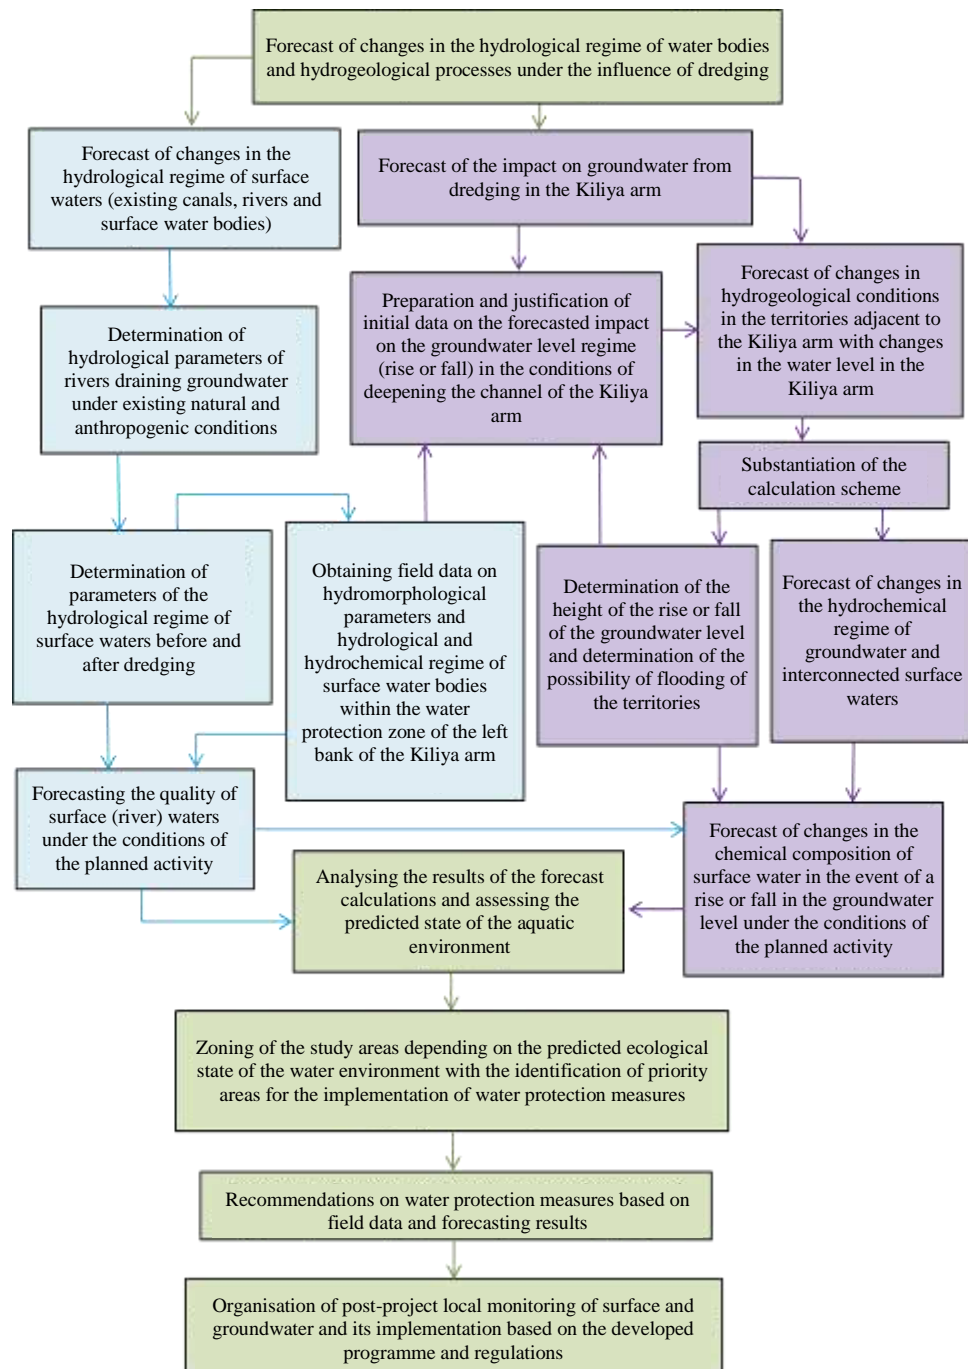 Forecast of changes in the hydrological regime of water bodies
and hydrogeological processes under the influence of dredging
Forecast of changes in the
hydrological regime of surface
waters (existing canals, rivers and
surface water bodies)
Forecast of the impact on groundwater from
dredging in the Kiliya arm
Preparation and justification of
initial data on the forecasted impact
on the groundwater level regime
(rise or fall) in the conditions of
deepening the channel of the Kiliya
arm
Forecast of changes in
hydrogeological conditions
in the territories adjacent to
the Kiliya arm with changes
in the water level in the
Kiliya arm
Determination of
hydrological parameters of
rivers draining groundwater
under existing natural and
anthropogenic conditions
Substantiation of the
calculation scheme
Determination of
parameters of the
hydrological regime of
surface waters before and
after dredging
Obtaining field data on
hydromorphological
parameters and
hydrological and
hydrochemical regime of
surface water bodies
within the water
protection zone of the left
bank of the Kiliya arm
Determination of the
height of the rise or fall
of the groundwater level
and determination of the
possibility of flooding of
the territories
Forecast of changes in
the hydrochemical
regime of
groundwater and
interconnected surface
waters
Forecasting the quality of
surface (river) waters
under the conditions of
the planned activity
Forecast of changes in the
chemical composition of
surface water in the event of a
rise or fall in the groundwater
level under the conditions of
the planned activity
Analysing the results of the forecast
calculations and assessing the
predicted state of the aquatic
environment
Zoning of the study areas depending on the predicted ecological
state of the water environment with the identification of priority
areas for the implementation of water protection measures
Recommendations on water protection measures based on
field data and forecasting results
Organisation of post-project local monitoring of surface and
groundwater and its implementation based on the developed
programme and regulations